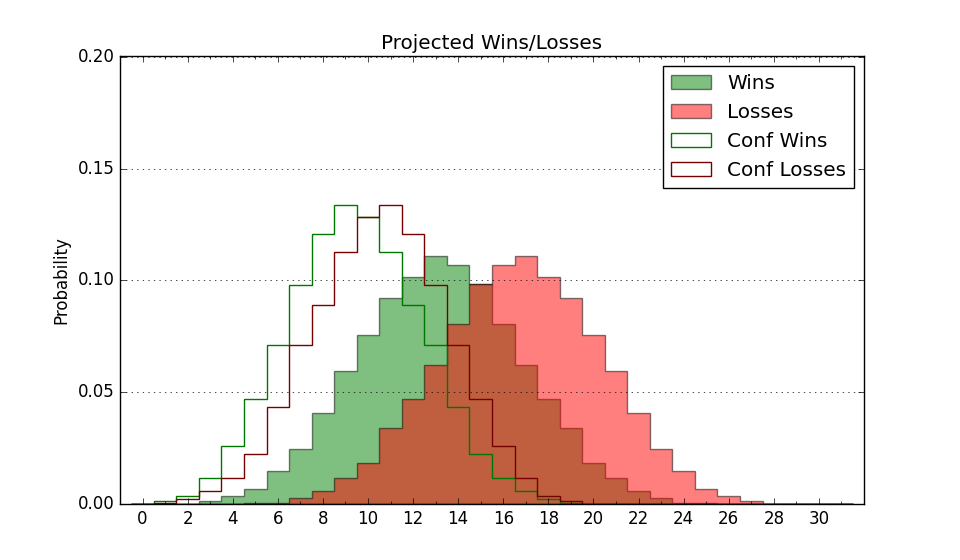 Projected Wins/Losses
0.20
0.15
0.10
0.05
0.00
Probability
Wins
Losses
Conf Wins
Conf Losses
0 2 4 6 8 10 12 14 16 18 20 22 24 26 28 30